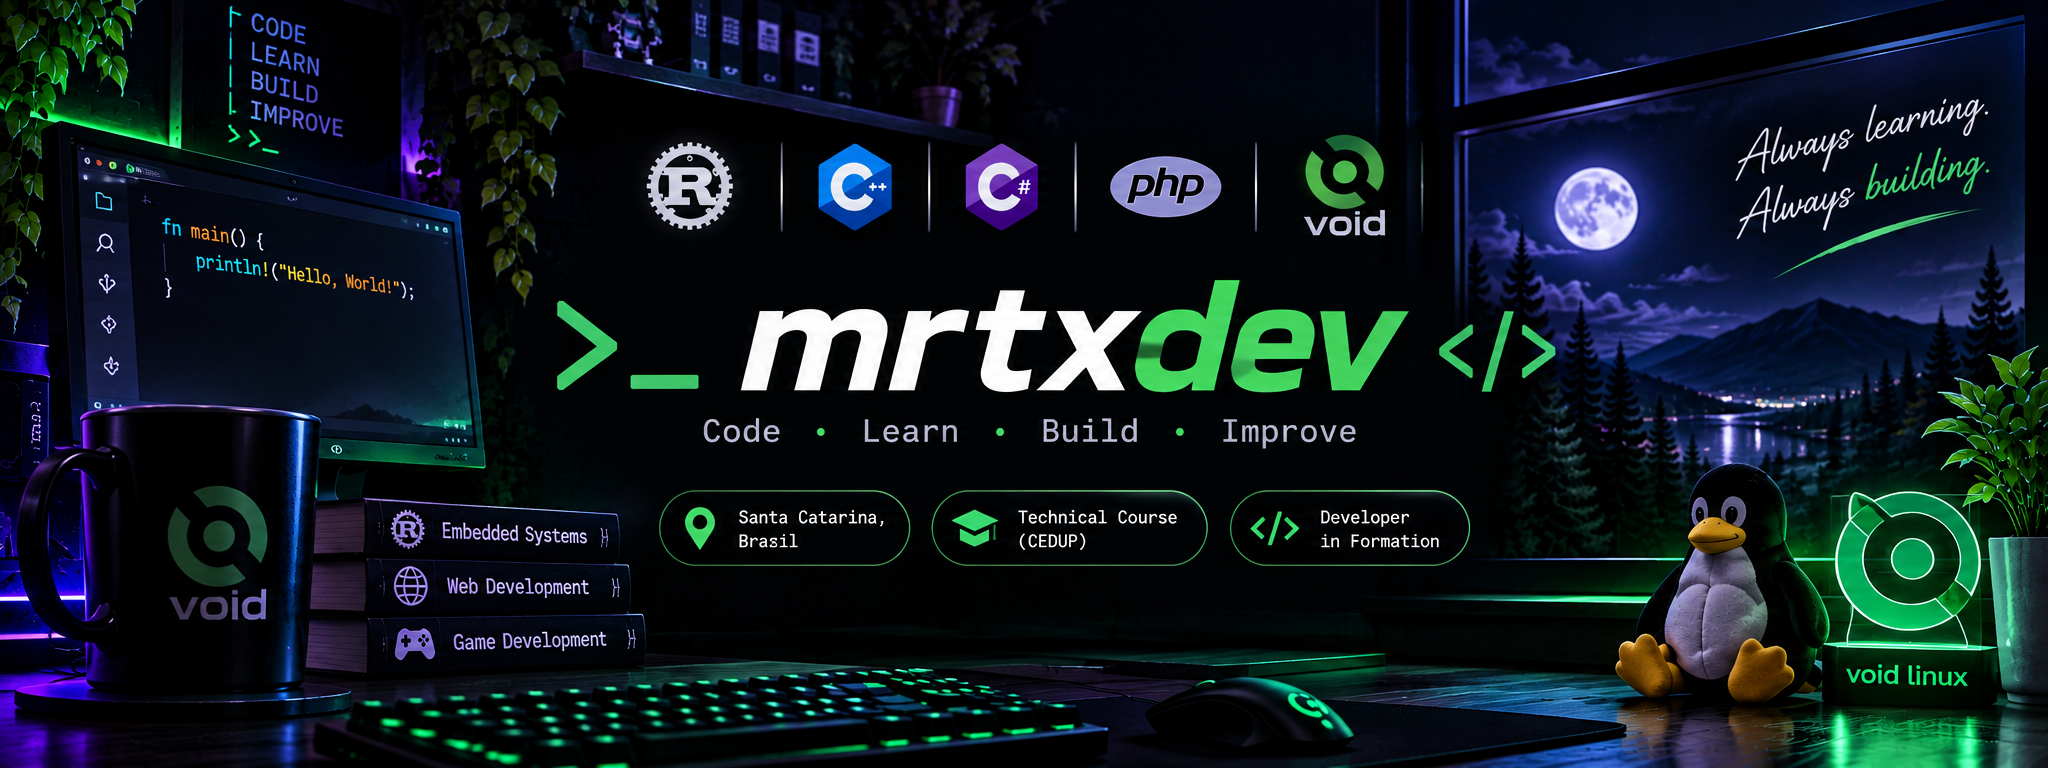 CODE
LEARN
BUILD
IMPROVE
>>_
fn main() {
println!("Hello, World!");
}
void
Embedded Systems
Web Development
Game Development
R
C++
C#
php
void
>_ mrtxdev </>
Code • Learn • Build • Improve
Santa Catarina,
Brasil
Technical Course
(CEDUP)
</> Developer
in Formation
Always learning.
Always building.
void linux